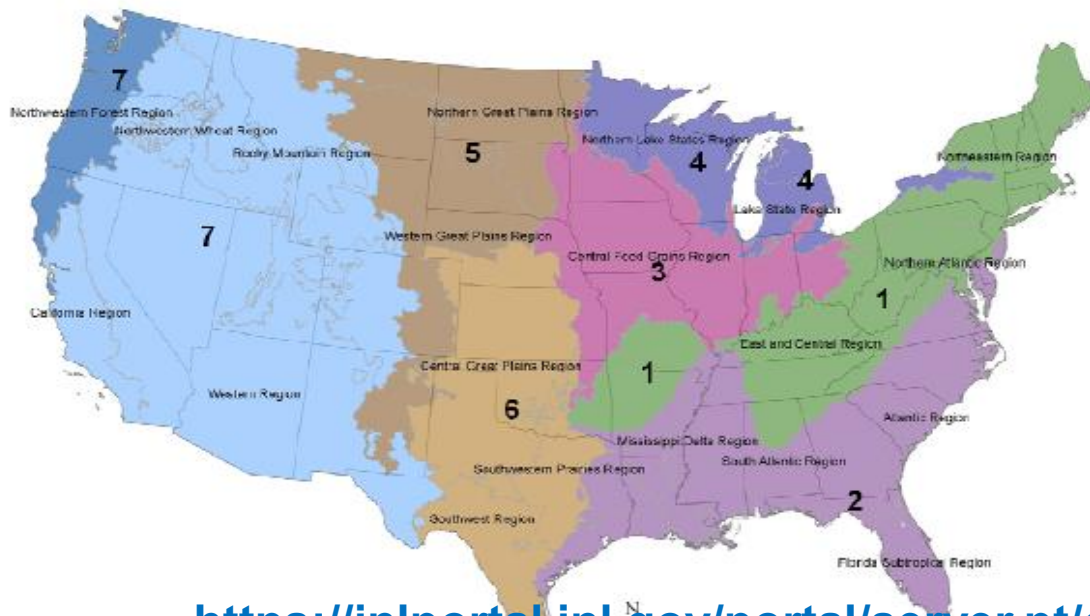 7
Northwestern Forest Region
Northern Great Plains Region
Northwestern Wheat Region
Northern Lake States Region
Rocky Mountain Region
5
4
Northeastern Region
4
Lake State Region
7
Western Great Plains Region
Central Feed Grains Region
3
Northern Atlantic Region
1
California Region
East and Central Region
Central Great Plains Region
1
Western Region
6
Atlantic Region
Mississippi Delta Region
South Atlantic Region
Southwestern Prairies Region
2
Southwest Region
Florida Subtropical Region
N